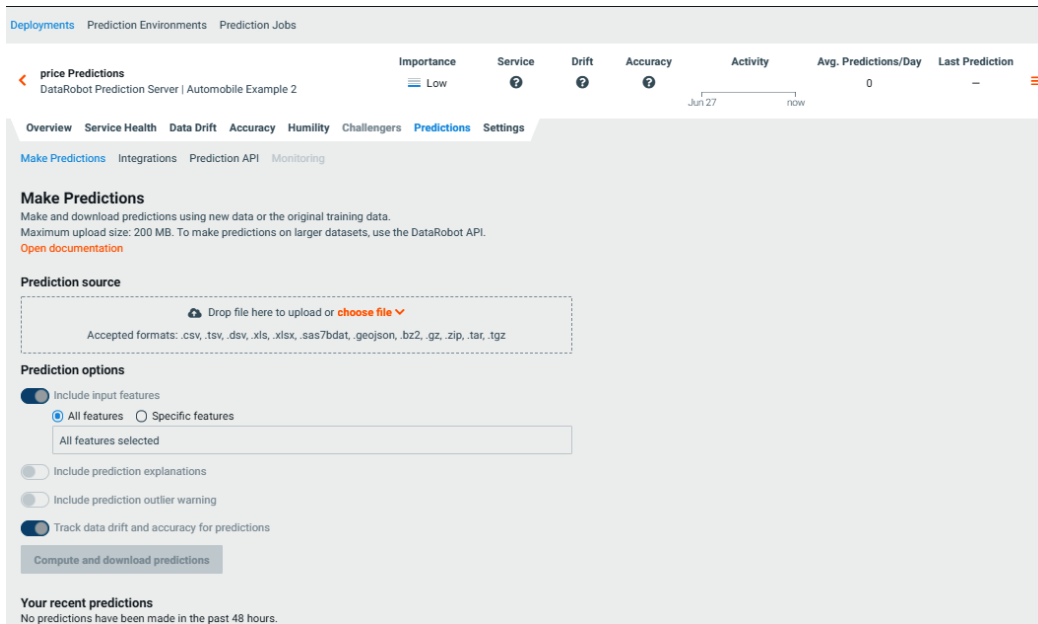 Deployments Prediction Environments Prediction Jobs
Importance Service Drift Accuracy Activity Avg. Predictions/Day Last Prediction
price Predictions
DataRobot Prediction Server | Automobile Example 2
Low ? ? ? 0 –
Jun 27 now
Overview Service Health Data Drift Accuracy Humility Challengers Predictions Settings
Make Predictions Integrations Prediction API Monitoring
Make Predictions
Make and download predictions using new data or the original training data.
Maximum upload size: 200 MB. To make predictions on larger datasets, use the DataRobot API.
Open documentation
Prediction source
Drop file here to upload or choose file
Accepted formats: .csv, .tsv, .dsv, .xls, .xlsx, .sas7bdat, .geojson, .bz2, .gz, .zip, .tar, .tgz
Prediction options
Include input features
All features Specific features
All features selected
Include prediction explanations
Include prediction outlier warning
Track data drift and accuracy for predictions
Compute and download predictions
Your recent predictions
No predictions have been made in the past 48 hours.